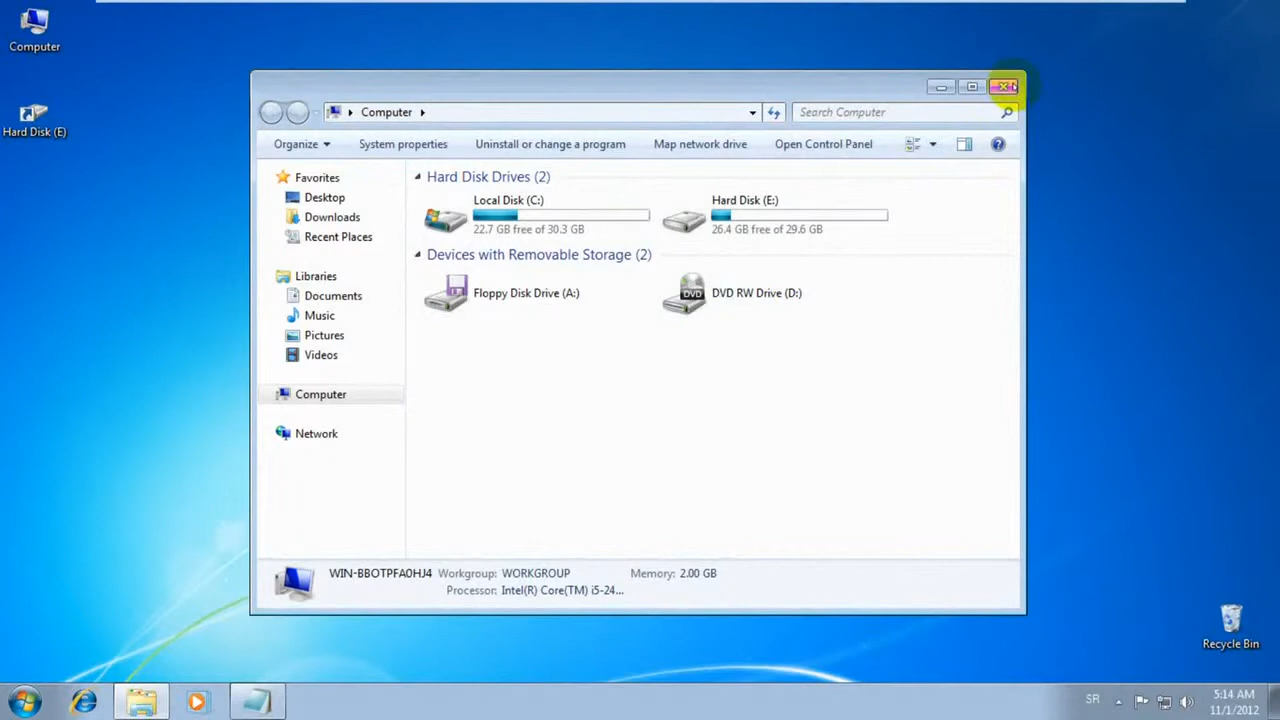 Computer
Hard Disk (E)
Computer
Search Computer
Organize
System properties
Uninstall or change a program
Map network drive
Open Control Panel
Favorites
Desktop
Downloads
Recent Places
Libraries
Documents
Music
Pictures
Videos
Computer
Network
Hard Disk Drives (2)
Local Disk (C:)
22.7 GB free of 30.3 GB
Hard Disk (E:)
26.4 GB free of 29.6 GB
Devices with Removable Storage (2)
Floppy Disk Drive (A:)
DVD
DVD RW Drive (D:)
WIN-BBOTPFA0HJ4 Workgroup: WORKGROUP Memory: 2.00 GB
Processor: Intel(R) Core(TM) i5-24...
Recycle Bin
SR
5:14 AM
11/1/2012